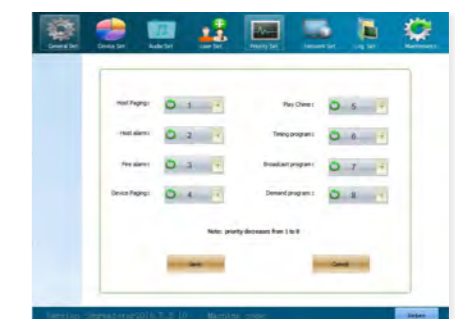 General Set Device Set Audio Set User Set Priority Set Network Set Log Set Maintenance
Host Paging: 1 Play Chime: 5
Host alarm: 2 Timing program: 6
Fire alarm: 3 Broadcast program: 7
Device Paging: 4 Demand program: 8
Note: priority decreases from 1 to 8
Save Cancel
Return